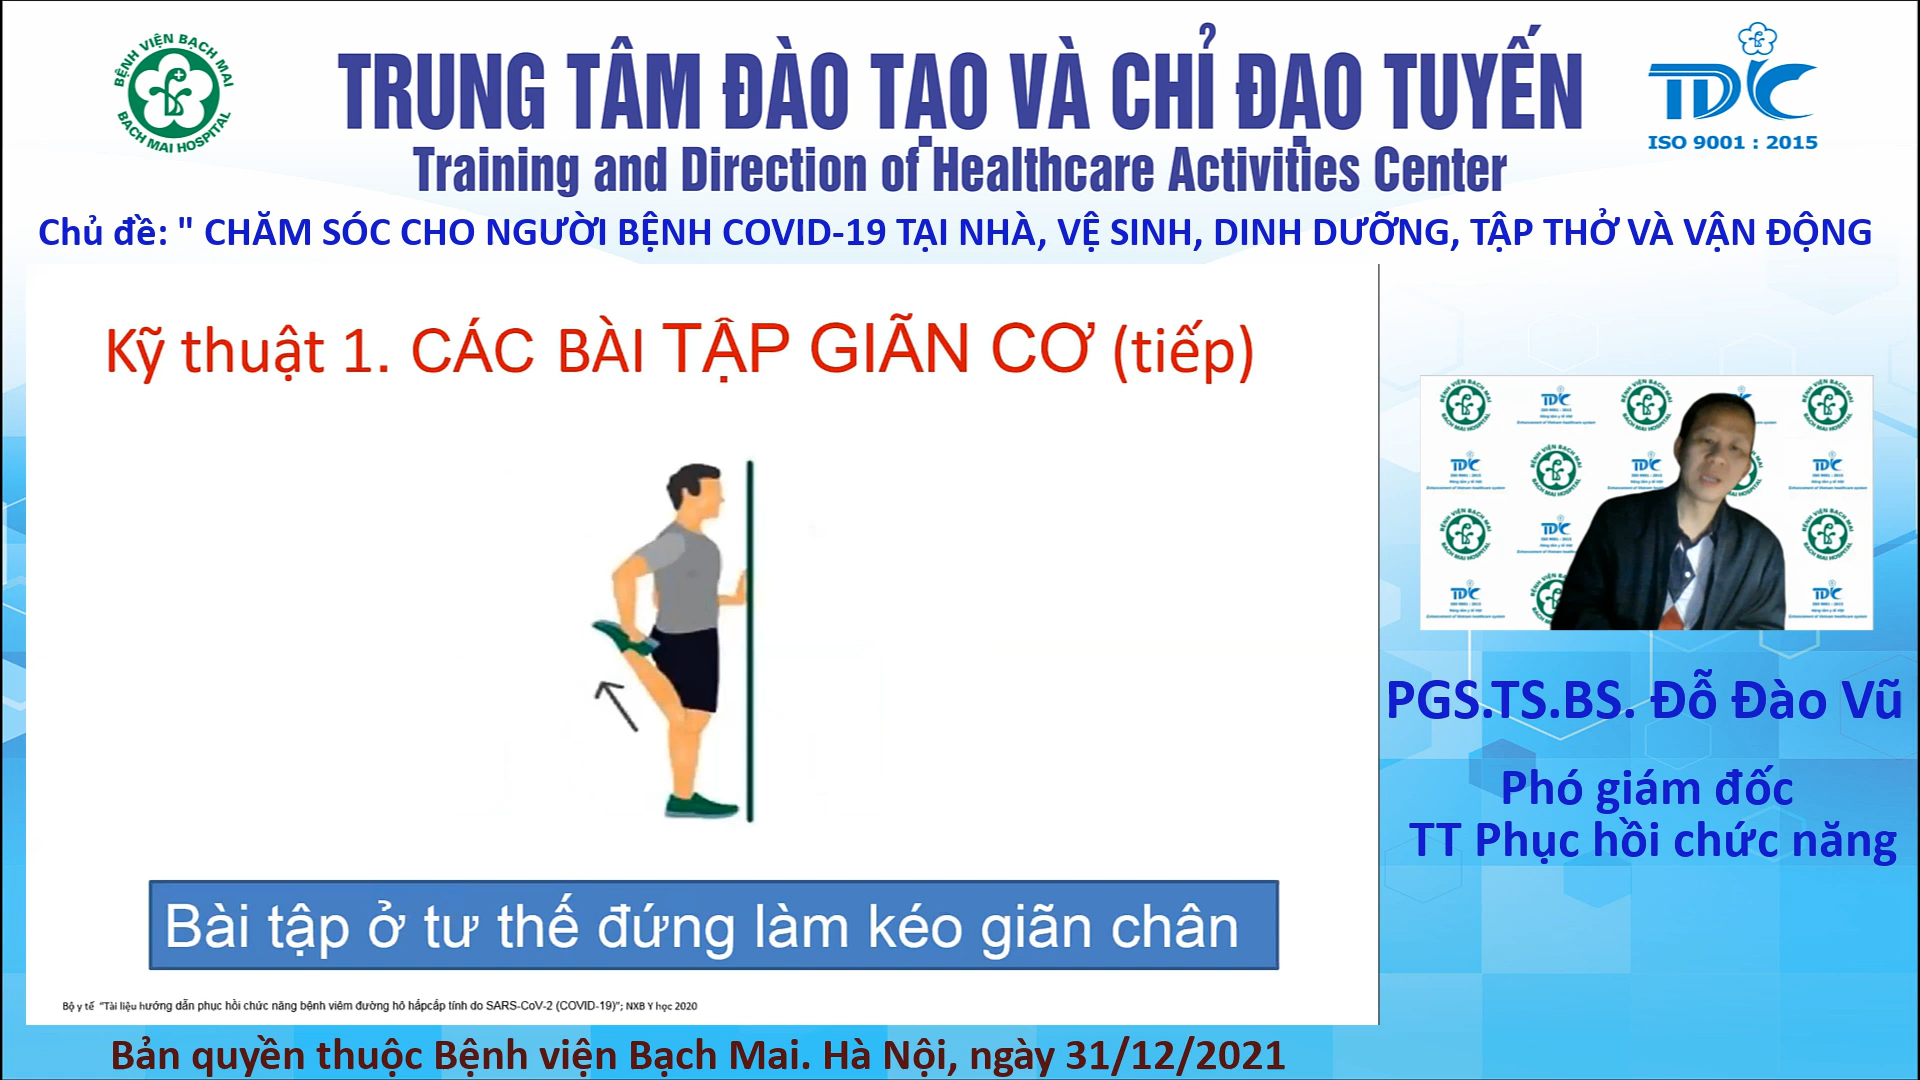 BỆNH VIỆN BẠCH MAI
BACH MAI HOSPITAL
TRUNG TÂM ĐÀO TẠO VÀ CHỈ ĐẠO TUYẾN
Training and Direction of Healthcare Activities Center
TDC
ISO 9001 : 2015
Chủ đề: " CHĂM SÓC CHO NGƯỜI BỆNH COVID-19 TẠI NHÀ, VỆ SINH, DINH DƯỠNG, TẬP THỞ VÀ VẬN ĐỘNG
Kỹ thuật 1. CÁC BÀI TẬP GIÃN CƠ (tiếp)
Bài tập ở tư thế đứng làm kéo giãn chân
Bộ y tế "Tài liệu hướng dẫn phục hồi chức năng bệnh viêm đường hô hấpcấp tính do SARS-CoV-2 (COVID-19)"; NXB Y học 2020
PGS.TS.BS. Đỗ Đào Vũ
Phó giám đốc
TT Phục hồi chức năng
Bản quyền thuộc Bệnh viện Bạch Mai. Hà Nội, ngày 31/12/2021